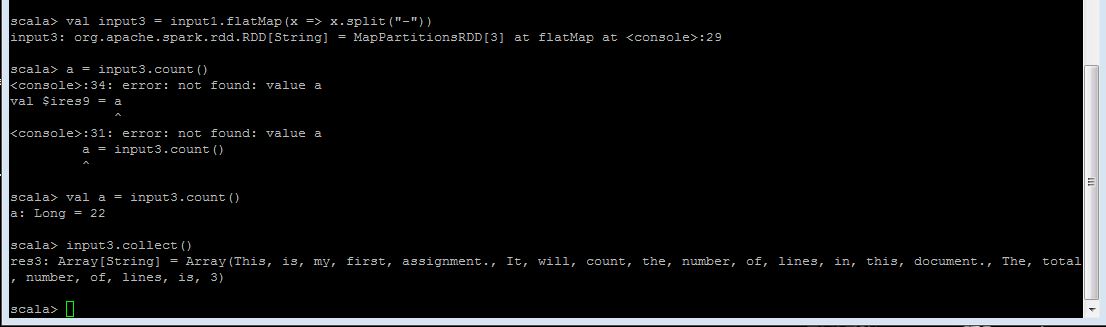 scala> val input3 = input1.flatMap(x => x.split("-"))
input3: org.apache.spark.rdd.RDD[String] = MapPartitionsRDD[3] at flatMap at <console>:29
scala> a = input3.count()
<console>:34: error: not found: value a
val $ires9 = a
^
<console>:31: error: not found: value a
a = input3.count()
^
scala> val a = input3.count()
a: Long = 22
scala> input3.collect()
res3: Array[String] = Array(This, is, my, first, assignment., It, will, count, the, number, of, lines, in, this, document., The, total
, number, of, lines, is, 3)
scala>